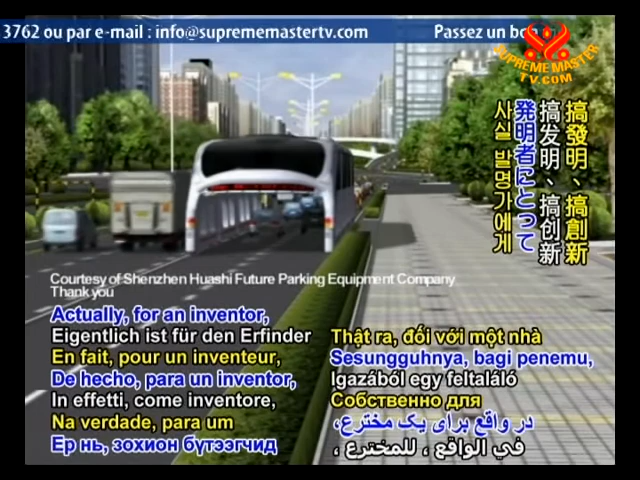 3762 ou par e-mail : info@suprememastertv.com Passez un bon
SUPREME MASTER
TV.COM
搞發明、搞創新
搞发明、搞创新
発明者にとって
사실 발명가에게
Courtesy of Shenzhen Huashi Future Parking Equipment Company
Thank you
Actually, for an inventor,
Eigentlich ist für den Erfinder
En fait, pour un inventeur,
De hecho, para un inventor,
In effetti, come inventore,
Na verdade, para um
Ер нь, зохион бүтээгчид
Thật ra, đối với một nhà
Sesungguhnya, bagi penemu,
Igazából egy feltaláló
Собственно для
در واقع برای یک مخترع،
في الواقع ، للمخترع ،